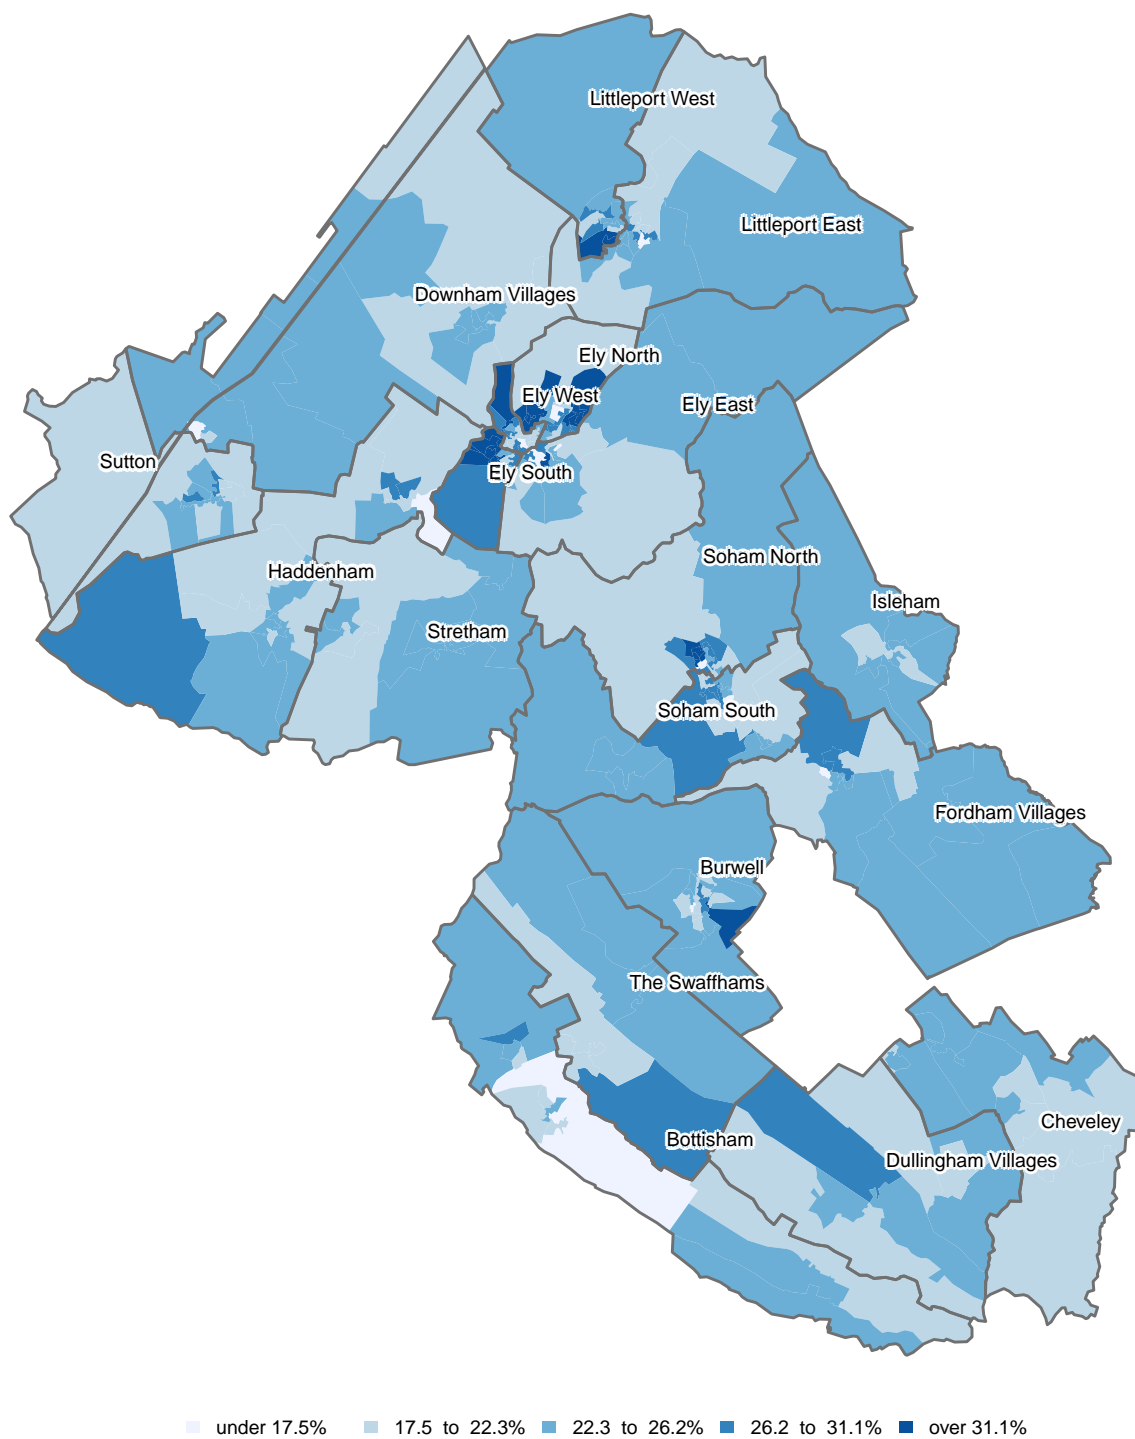 Littleport West
Littleport East
Downham Villages
Ely North
Ely West
Ely East
Sutton
Ely South
Soham North
Haddenham
Isleham
Stretham
Soham South
Fordham Villages
Burwell
The Swaffhams
Cheveley
Bottisham
Dullingham Villages
under 17.5% 17.5 to 22.3% 22.3 to 26.2% 26.2 to 31.1% over 31.1%